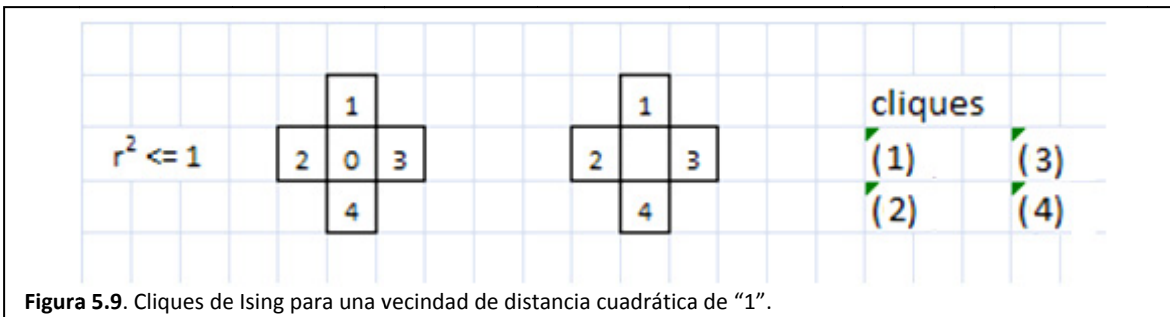 1 1 cliques
r² <= 1 2 0 3 2 3 (1) (3)
4 4 (2) (4)
Figura 5.9. Cliques de Ising para una vecindad de distancia cuadrática de “1”.